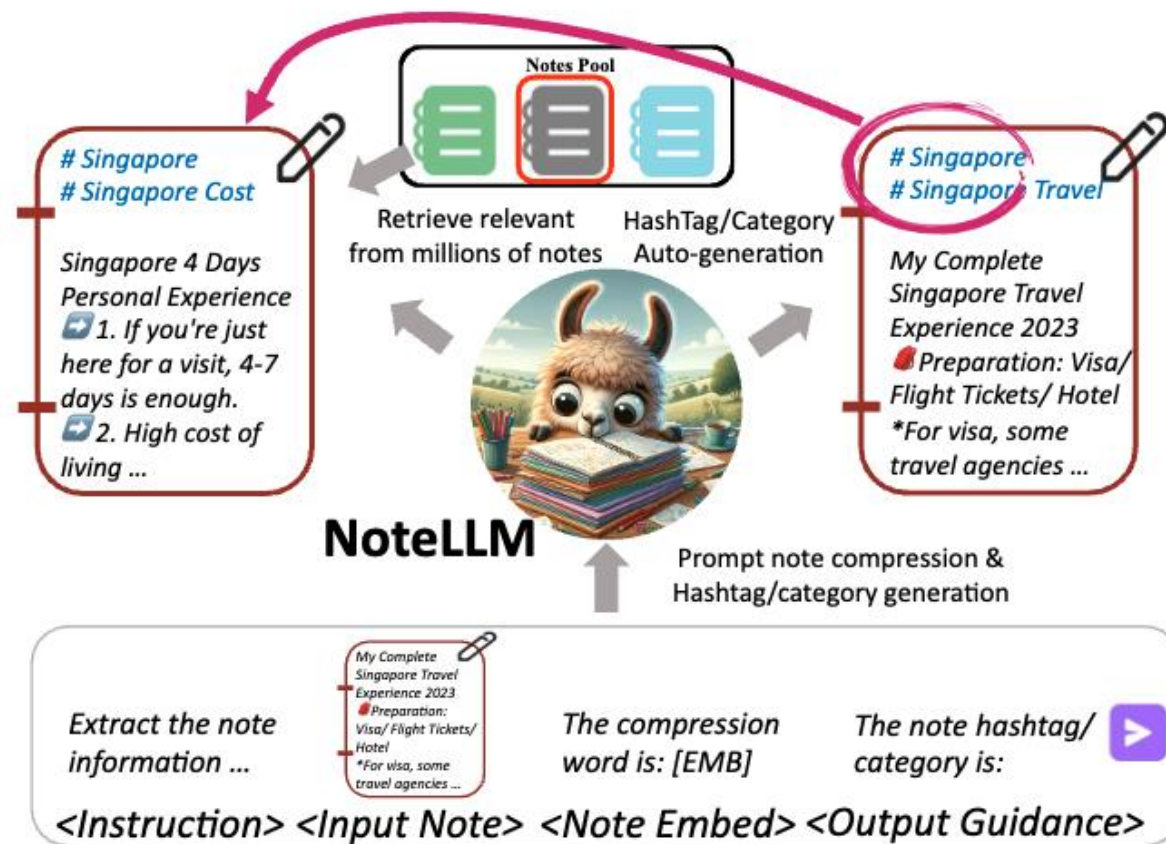 Notes Pool
# Singapore
# Singapore Cost
Singapore 4 Days
Personal Experience
➡️ 1. If you're just
here for a visit, 4-7
days is enough.
➡️ 2. High cost of
living ...
Retrieve relevant
from millions of notes
HashTag/Category
Auto-generation
# Singapore
# Singapore Travel
My Complete
Singapore Travel
Experience 2023
🎒Preparation: Visa/
Flight Tickets/ Hotel
*For visa, some
travel agencies ...
NoteLLM
Prompt note compression &
Hashtag/category generation
Extract the note
information ...
<Instruction>
My Complete
Singapore Travel
Experience 2023
🎒Preparation:
Visa/ Flight Tickets/
Hotel
*For visa, some
travel agencies ...
<Input Note>
The compression
word is: [EMB]
<Note Embed>
The note hashtag/
category is:
<Output Guidance>